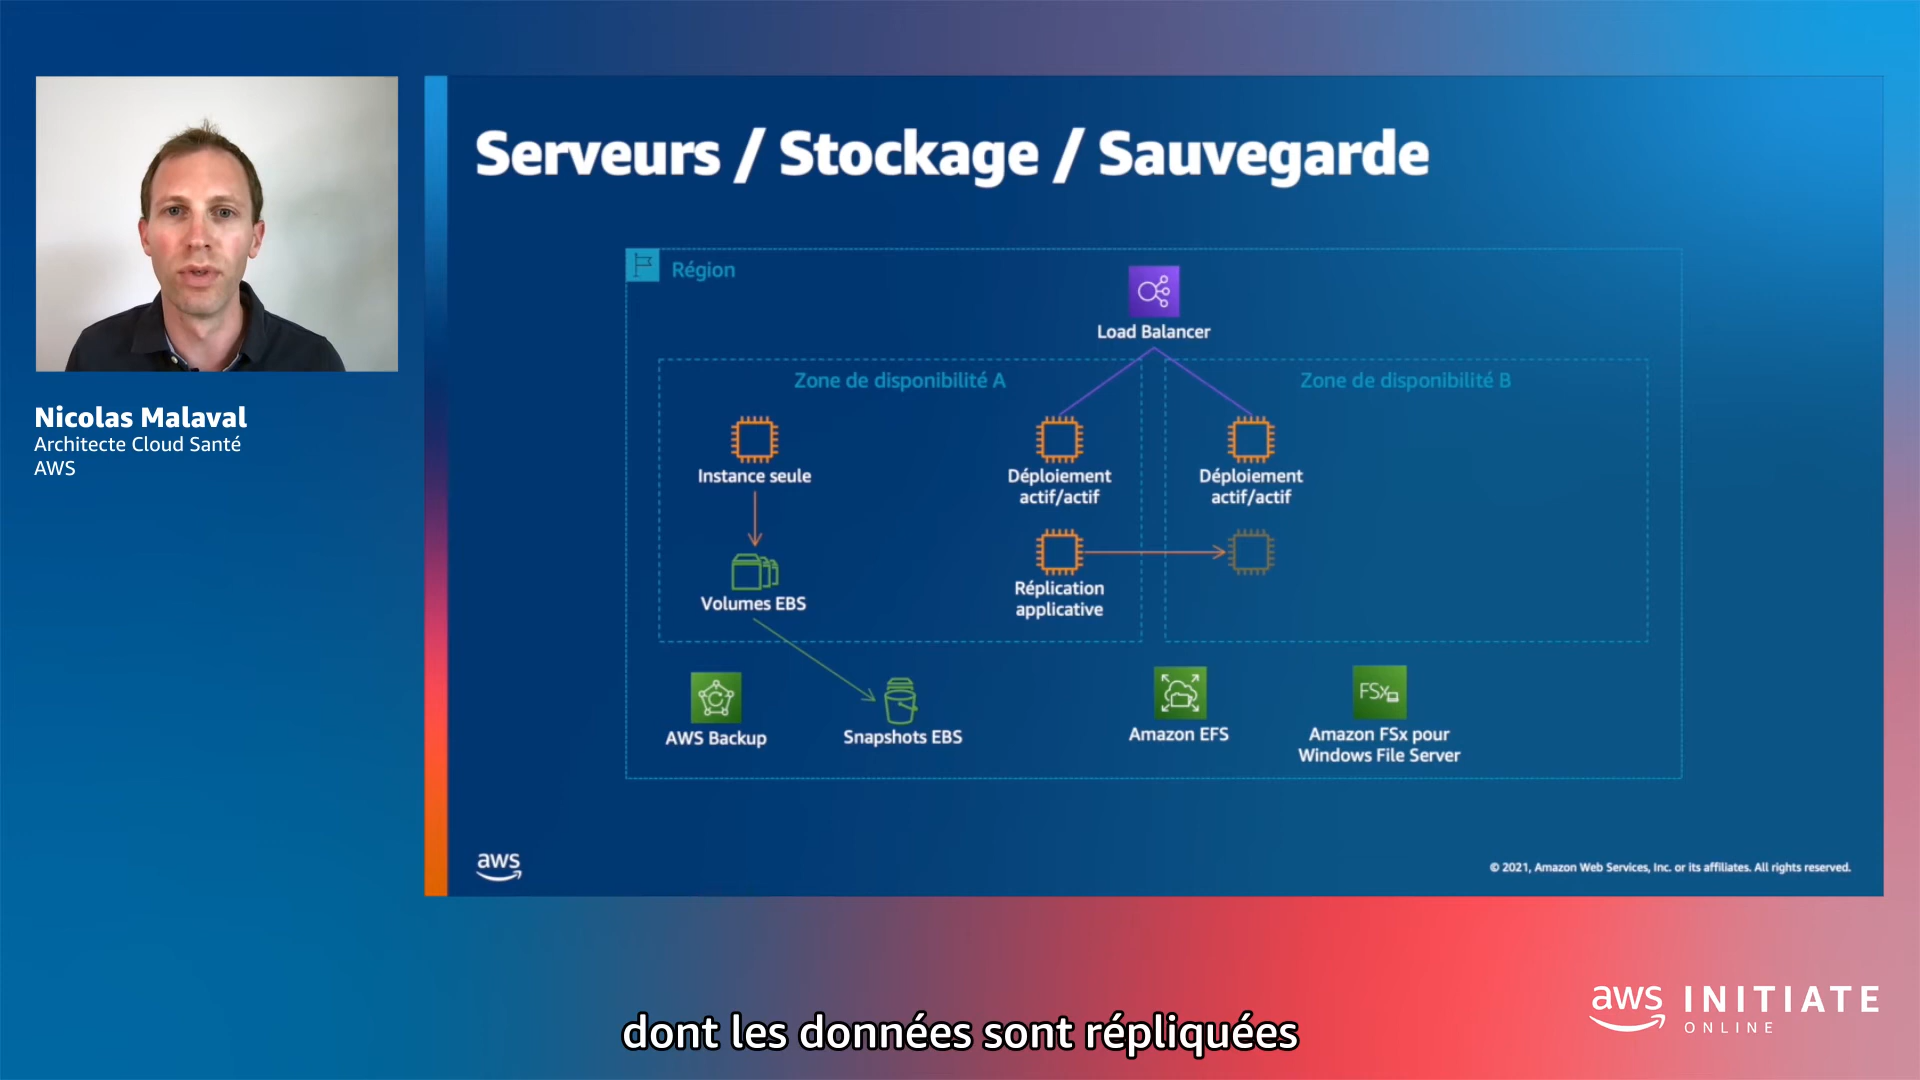 Serveurs / Stockage / Sauvegarde
Nicolas Malaval
Architecte Cloud Santé
AWS
Région
Load Balancer
Zone de disponibilité A
Zone de disponibilité B
Instance seule
Déploiement
actif/actif
Déploiement
actif/actif
Volumes EBS
Réplication
applicative
AWS Backup
Snapshots EBS
Amazon EFS
FSx
Amazon FSx pour
Windows File Server
aws
© 2021, Amazon Web Services, Inc. or its affiliates. All rights reserved.
aws INITIATE
ONLINE
dont les données sont répliquées